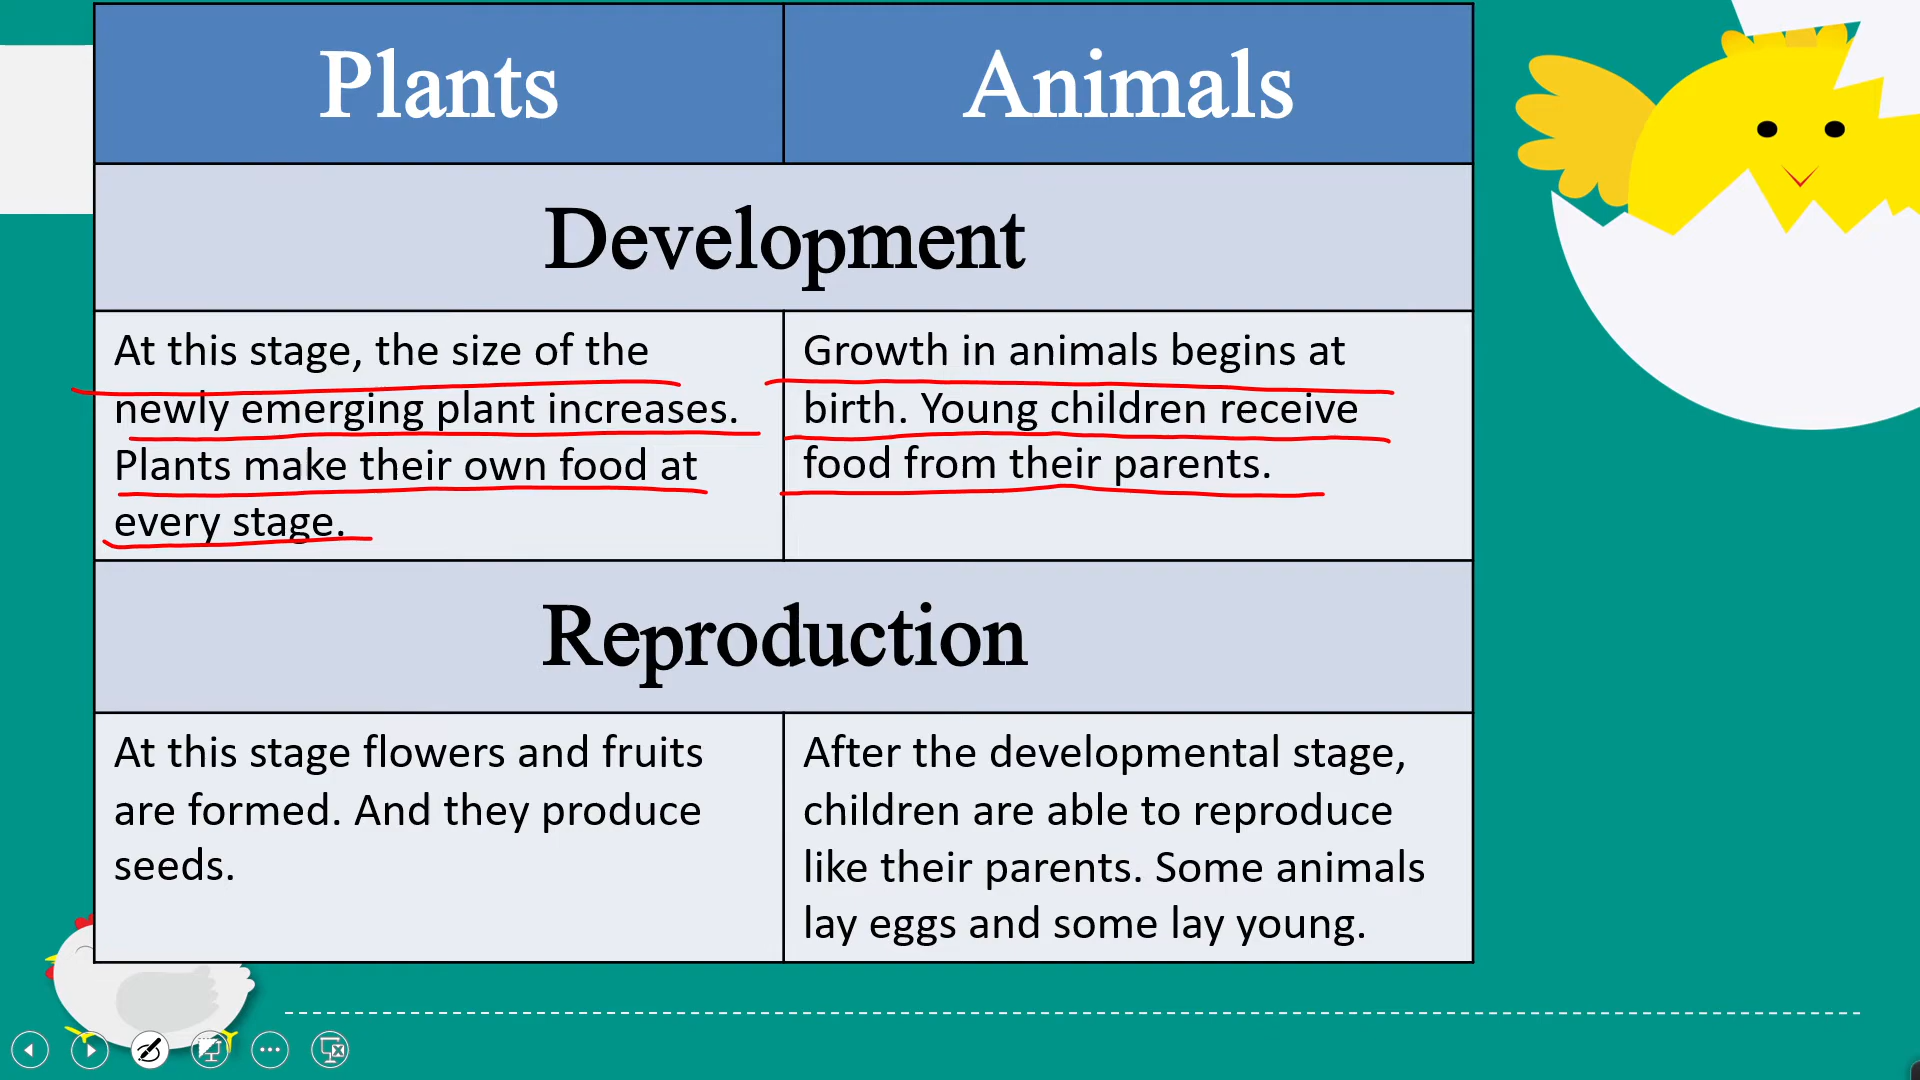 Plants
Animals
Development
At this stage, the size of the
newly emerging plant increases.
Plants make their own food at
every stage.
Growth in animals begins at
birth. Young children receive
food from their parents.
Reproduction
At this stage flowers and fruits
are formed. And they produce
seeds.
After the developmental stage,
children are able to reproduce
like their parents. Some animals
lay eggs and some lay young.